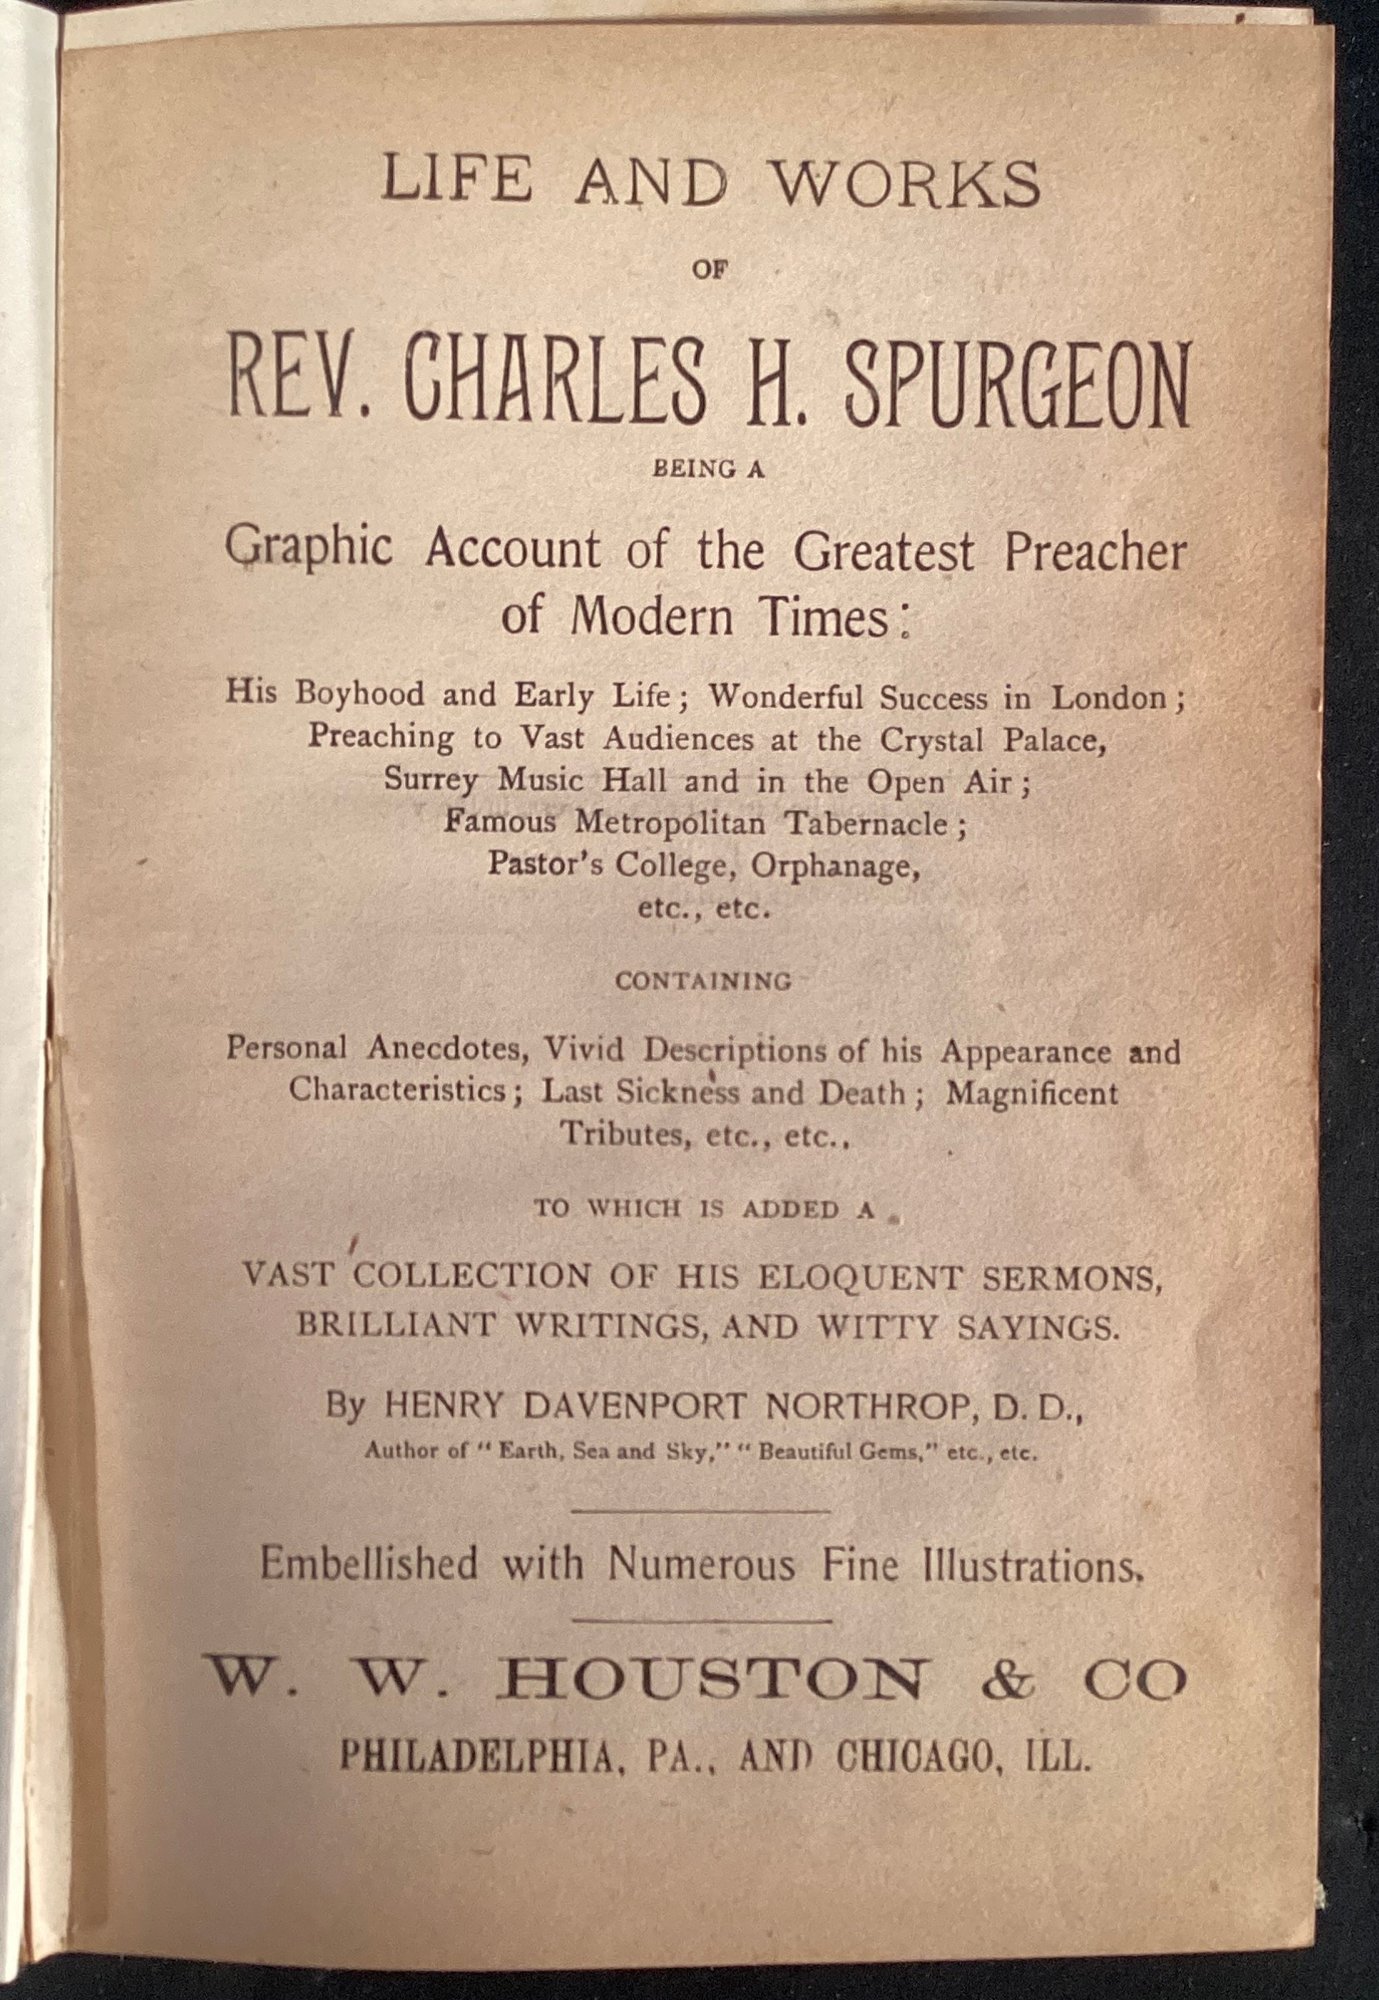 LIFE AND WORKS
OF
REV. CHARLES H. SPURGEON
BEING A
Graphic Account of the Greatest Preacher
of Modern Times:
His Boyhood and Early Life; Wonderful Success in London;
Preaching to Vast Audiences at the Crystal Palace,
Surrey Music Hall and in the Open Air;
Famous Metropolitan Tabernacle;
Pastor's College, Orphanage,
etc., etc.
CONTAINING
Personal Anecdotes, Vivid Descriptions of his Appearance and
Characteristics; Last Sickness and Death; Magnificent
Tributes, etc., etc.,
TO WHICH IS ADDED A
VAST COLLECTION OF HIS ELOQUENT SERMONS,
BRILLIANT WRITINGS, AND WITTY SAYINGS.
By HENRY DAVENPORT NORTHROP, D. D.,
Author of "Earth, Sea and Sky," "Beautiful Gems," etc., etc.
Embellished with Numerous Fine Illustrations.
W. W. HOUSTON & CO
PHILADELPHIA, PA., AND CHICAGO, ILL.